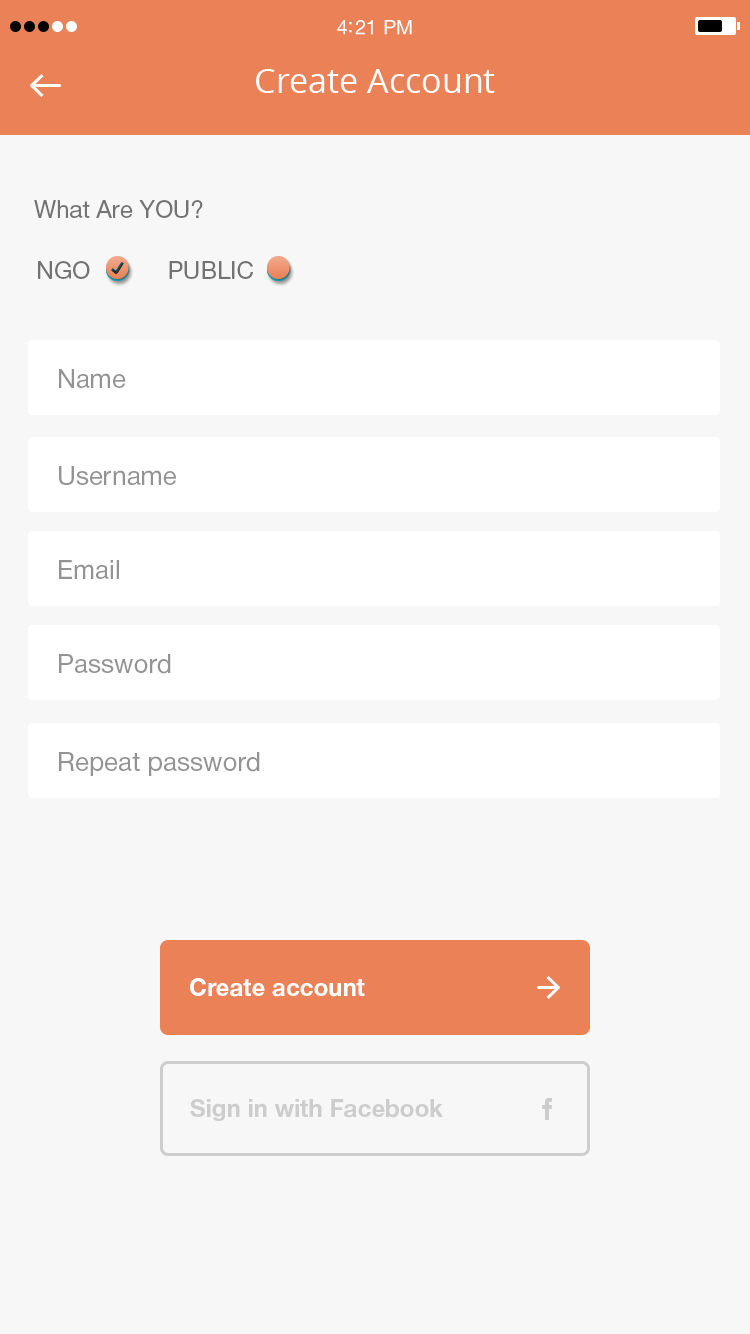 4:21 PM
Create Account
What Are YOU?
NGO PUBLIC
Name
Username
Email
Password
Repeat password
Create account
Sign in with Facebook f